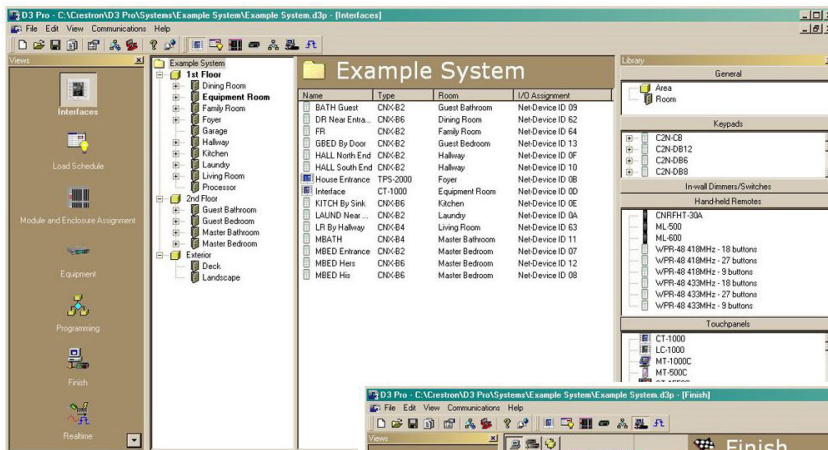 D3 Pro - C:\Crestron\D3 Pro\Systems\Example System\Example System.d3p - [Interfaces]
File Edit View Communications Help
Views
Interfaces
Load Schedule
Module and Enclosure Assignment
Equipment
Programming
Finish
Realtime
Example System
1st Floor
Dining Room
Equipment Room
Family Room
Foyer
Garage
Hallway
Kitchen
Laundry
Living Room
Processor
2nd Floor
Guest Bathroom
Guest Bedroom
Master Bathroom
Master Bedroom
Exterior
Deck
Landscape
Example System
Name Type Room I/O Assignment
BATH Guest CNX-B2 Guest Bathroom Net-Device ID 09
DR Near Entra... CNX-B6 Dining Room Net-Device ID 62
FR CNX-B2 Family Room Net-Device ID 64
GBED By Door CNX-B2 Guest Bedroom Net-Device ID 13
HALL North End CNX-B2 Hallway Net-Device ID 0F
HALL South End CNX-B2 Hallway Net-Device ID 10
House Entrance TPS-2000 Foyer Net-Device ID 0B
Interface CT-1000 Equipment Room Net-Device ID 0D
KITCH By Sink CNX-B6 Kitchen Net-Device ID 0E
LAUND Near ... CNX-B2 Laundry Net-Device ID 0A
LR By Hallway CNX-B4 Living Room Net-Device ID 63
MBATH CNX-B4 Master Bathroom Net-Device ID 11
MBED Entrance CNX-B2 Master Bedroom Net-Device ID 07
MBED Hers CNX-B6 Master Bedroom Net-Device ID 12
MBED His CNX-B6 Master Bedroom Net-Device ID 08
Library
General
Area
Room
Keypads
C2N-CB
C2N-DB12
C2N-DB6
C2N-DB8
In-wall Dimmers/Switches
Hand-held Remotes
CNRFHT-30A
ML-500
ML-600
WPR-48 418MHz - 18 buttons
WPR-48 418MHz - 27 buttons
WPR-48 418MHz - 9 buttons
WPR-48 433MHz - 18 buttons
WPR-48 433MHz - 27 buttons
WPR-48 433MHz - 9 buttons
Touchpanels
CT-1000
LC-1000
MT-1000C
MT-500C
D3 Pro - C:\Crestron\D3 Pro\Systems\Example System\Example System.d3p - [Finish]
File Edit View Communications Help
Views
Finish